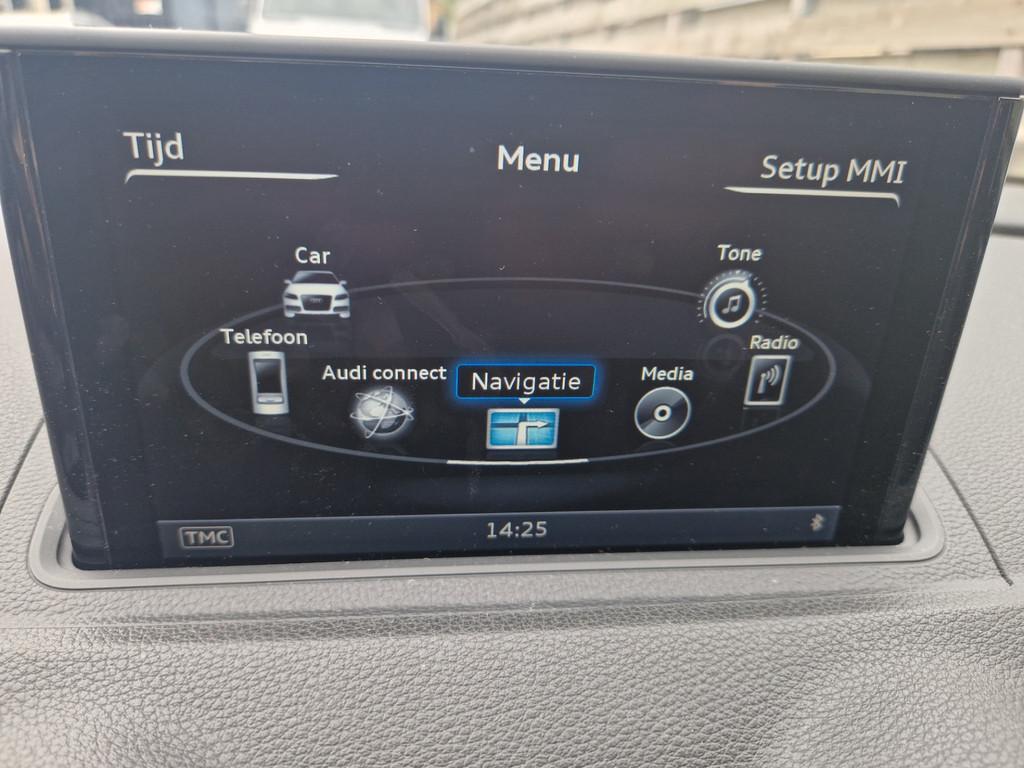 Tijd
Menu
Setup MMI
Car
Tone
Telefoon
Radio
Audi connect
Navigatie
Media
TMC
14:25